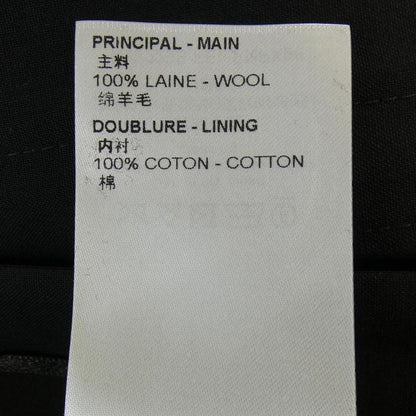 PRINCIPAL - MAIN
主料
100% LAINE - WOOL
绵羊毛
DOUBLURE - LINING
内衬
100% COTON - COTTON
棉